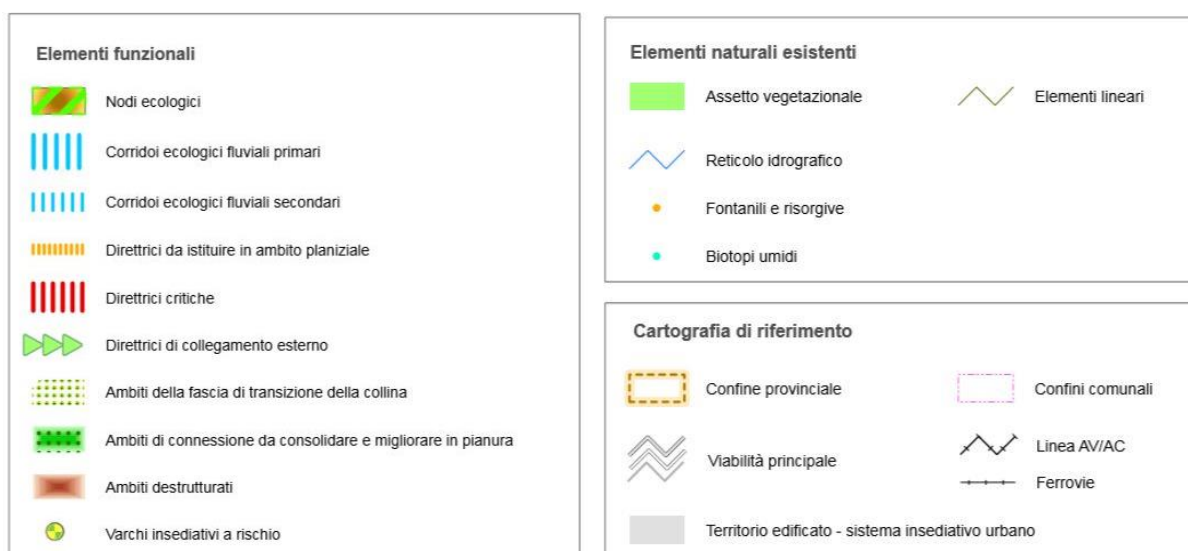 Elementi funzionali
Nodi ecologici
Corridoi ecologici fluviali primari
Corridoi ecologici fluviali secondari
Direttrici da istituire in ambito planiziale
Direttrici critiche
Direttrici di collegamento esterno
Ambiti della fascia di transizione della collina
Ambiti di connessione da consolidare e migliorare in pianura
Ambiti destrutturati
Varchi insediativi a rischio
Elementi naturali esistenti
Assetto vegetazionale
Elementi lineari
Reticolo idrografico
Fontanili e risorgive
Biotopi umidi
Cartografia di riferimento
Confine provinciale
Confini comunali
Viabilità principale
Linea AV/AC
Ferrovie
Territorio edificato - sistema insediativo urbano